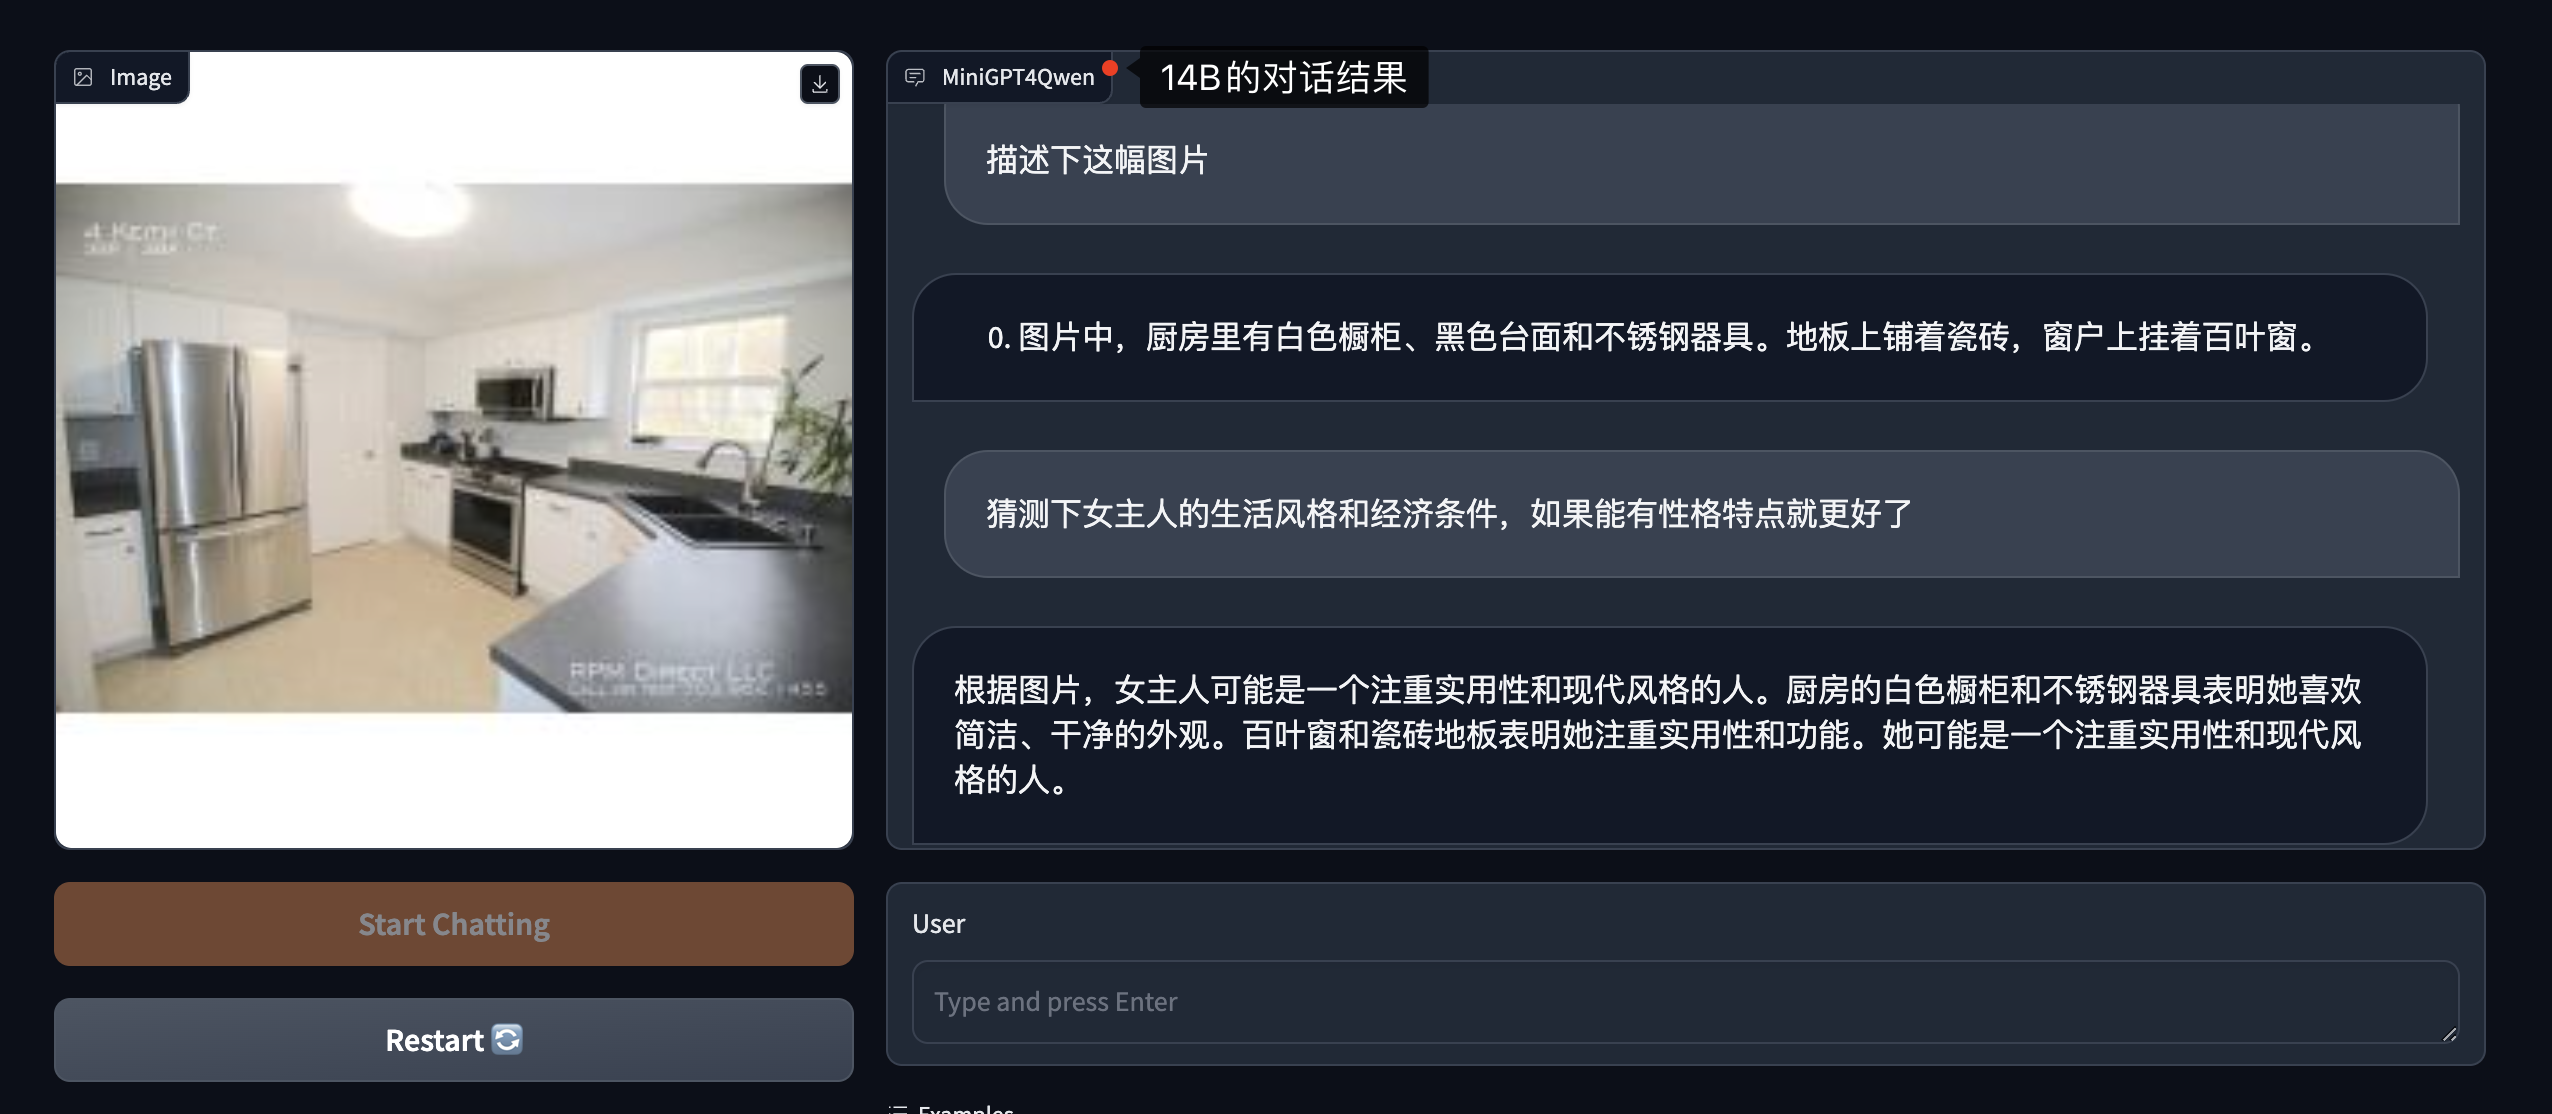 Image
MiniGPT4Qwen
14B的对话结果
描述下这幅图片
0. 图片中，厨房里有白色橱柜、黑色台面和不锈钢器具。地板上铺着瓷砖，窗户上挂着百叶窗。
猜测下女主人的生活风格和经济条件，如果能有性格特点就更好了
根据图片，女主人可能是一个注重实用性和现代风格的人。厨房的白色橱柜和不锈钢器具表明她喜欢
简洁、干净的外观。百叶窗和瓷砖地板表明她注重实用性和功能。她可能是一个注重实用性和现代风
格的人。
RPM Direct LLC
Start Chatting
Restart
User
Type and press Enter
Examples